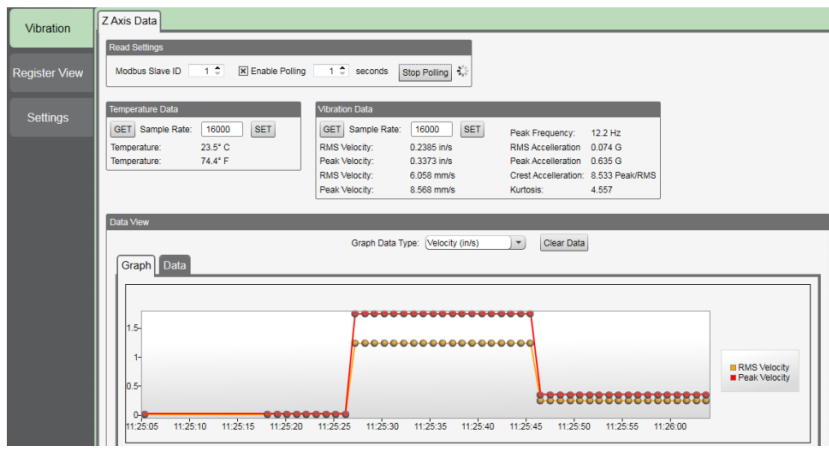 Vibration
Register View
Settings
Z Axis Data
Read Settings
Modbus Slave ID 1 Enable Polling 1 seconds Stop Polling
Temperature Data
GET Sample Rate: 16000 SET
Temperature: 23.5° C
Temperature: 74.4° F
Vibration Data
GET Sample Rate: 16000 SET
RMS Velocity: 0.2385 in/s
Peak Velocity: 0.3373 in/s
RMS Velocity: 6.058 mm/s
Peak Velocity: 8.568 mm/s
Peak Frequency: 12.2 Hz
RMS Accelleration 0.074 G
Peak Accelleration 0.635 G
Crest Accelleration: 8.533 Peak/RMS
Kurtosis: 4.557
Data View
Graph Data Type: Velocity (in/s) Clear Data
Graph Data
1.5
1
0.5
0
11:25:05 11:25:10 11:25:15 11:25:20 11:25:25 11:25:30 11:25:35 11:25:40 11:25:45 11:25:50 11:25:55 11:26:00
RMS Velocity
Peak Velocity